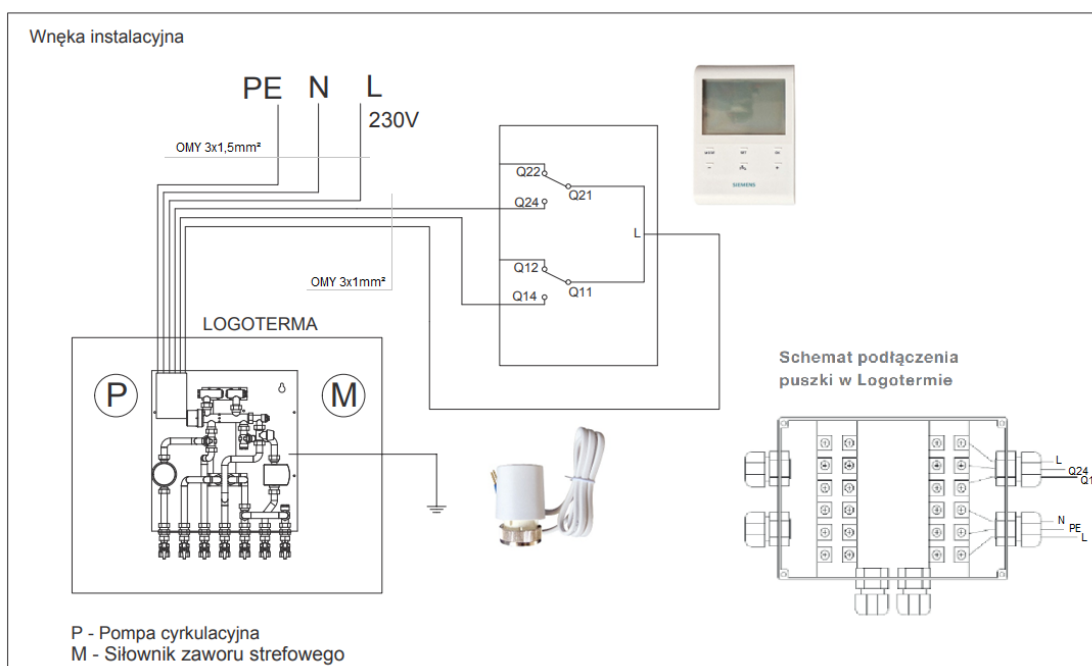 Wnęka instalacyjna
PE N L
230V
OMY 3x1,5mm²
OMY 3x1mm²
Q22
Q21
Q24
L
Q12
Q11
Q14
SIEMENS
LOGOTERMA
P
M
Schemat podłączenia
puszki w Logotermie
L
Q24
Q1
N
PE
L
P - Pompa cyrkulacyjna
M - Siłownik zaworu strefowego